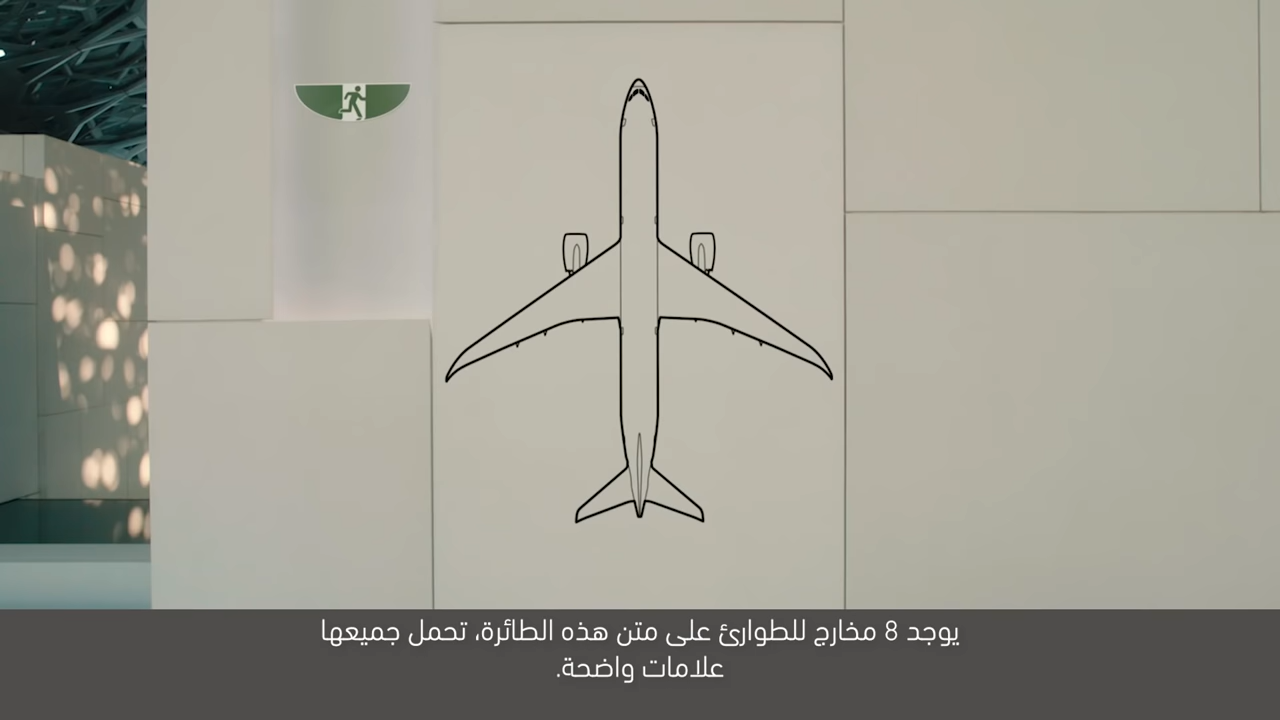 يوجد 8 مخارج للطوارئ على متن هذه الطائرة، تحمل جميعها
علامات واضحة.